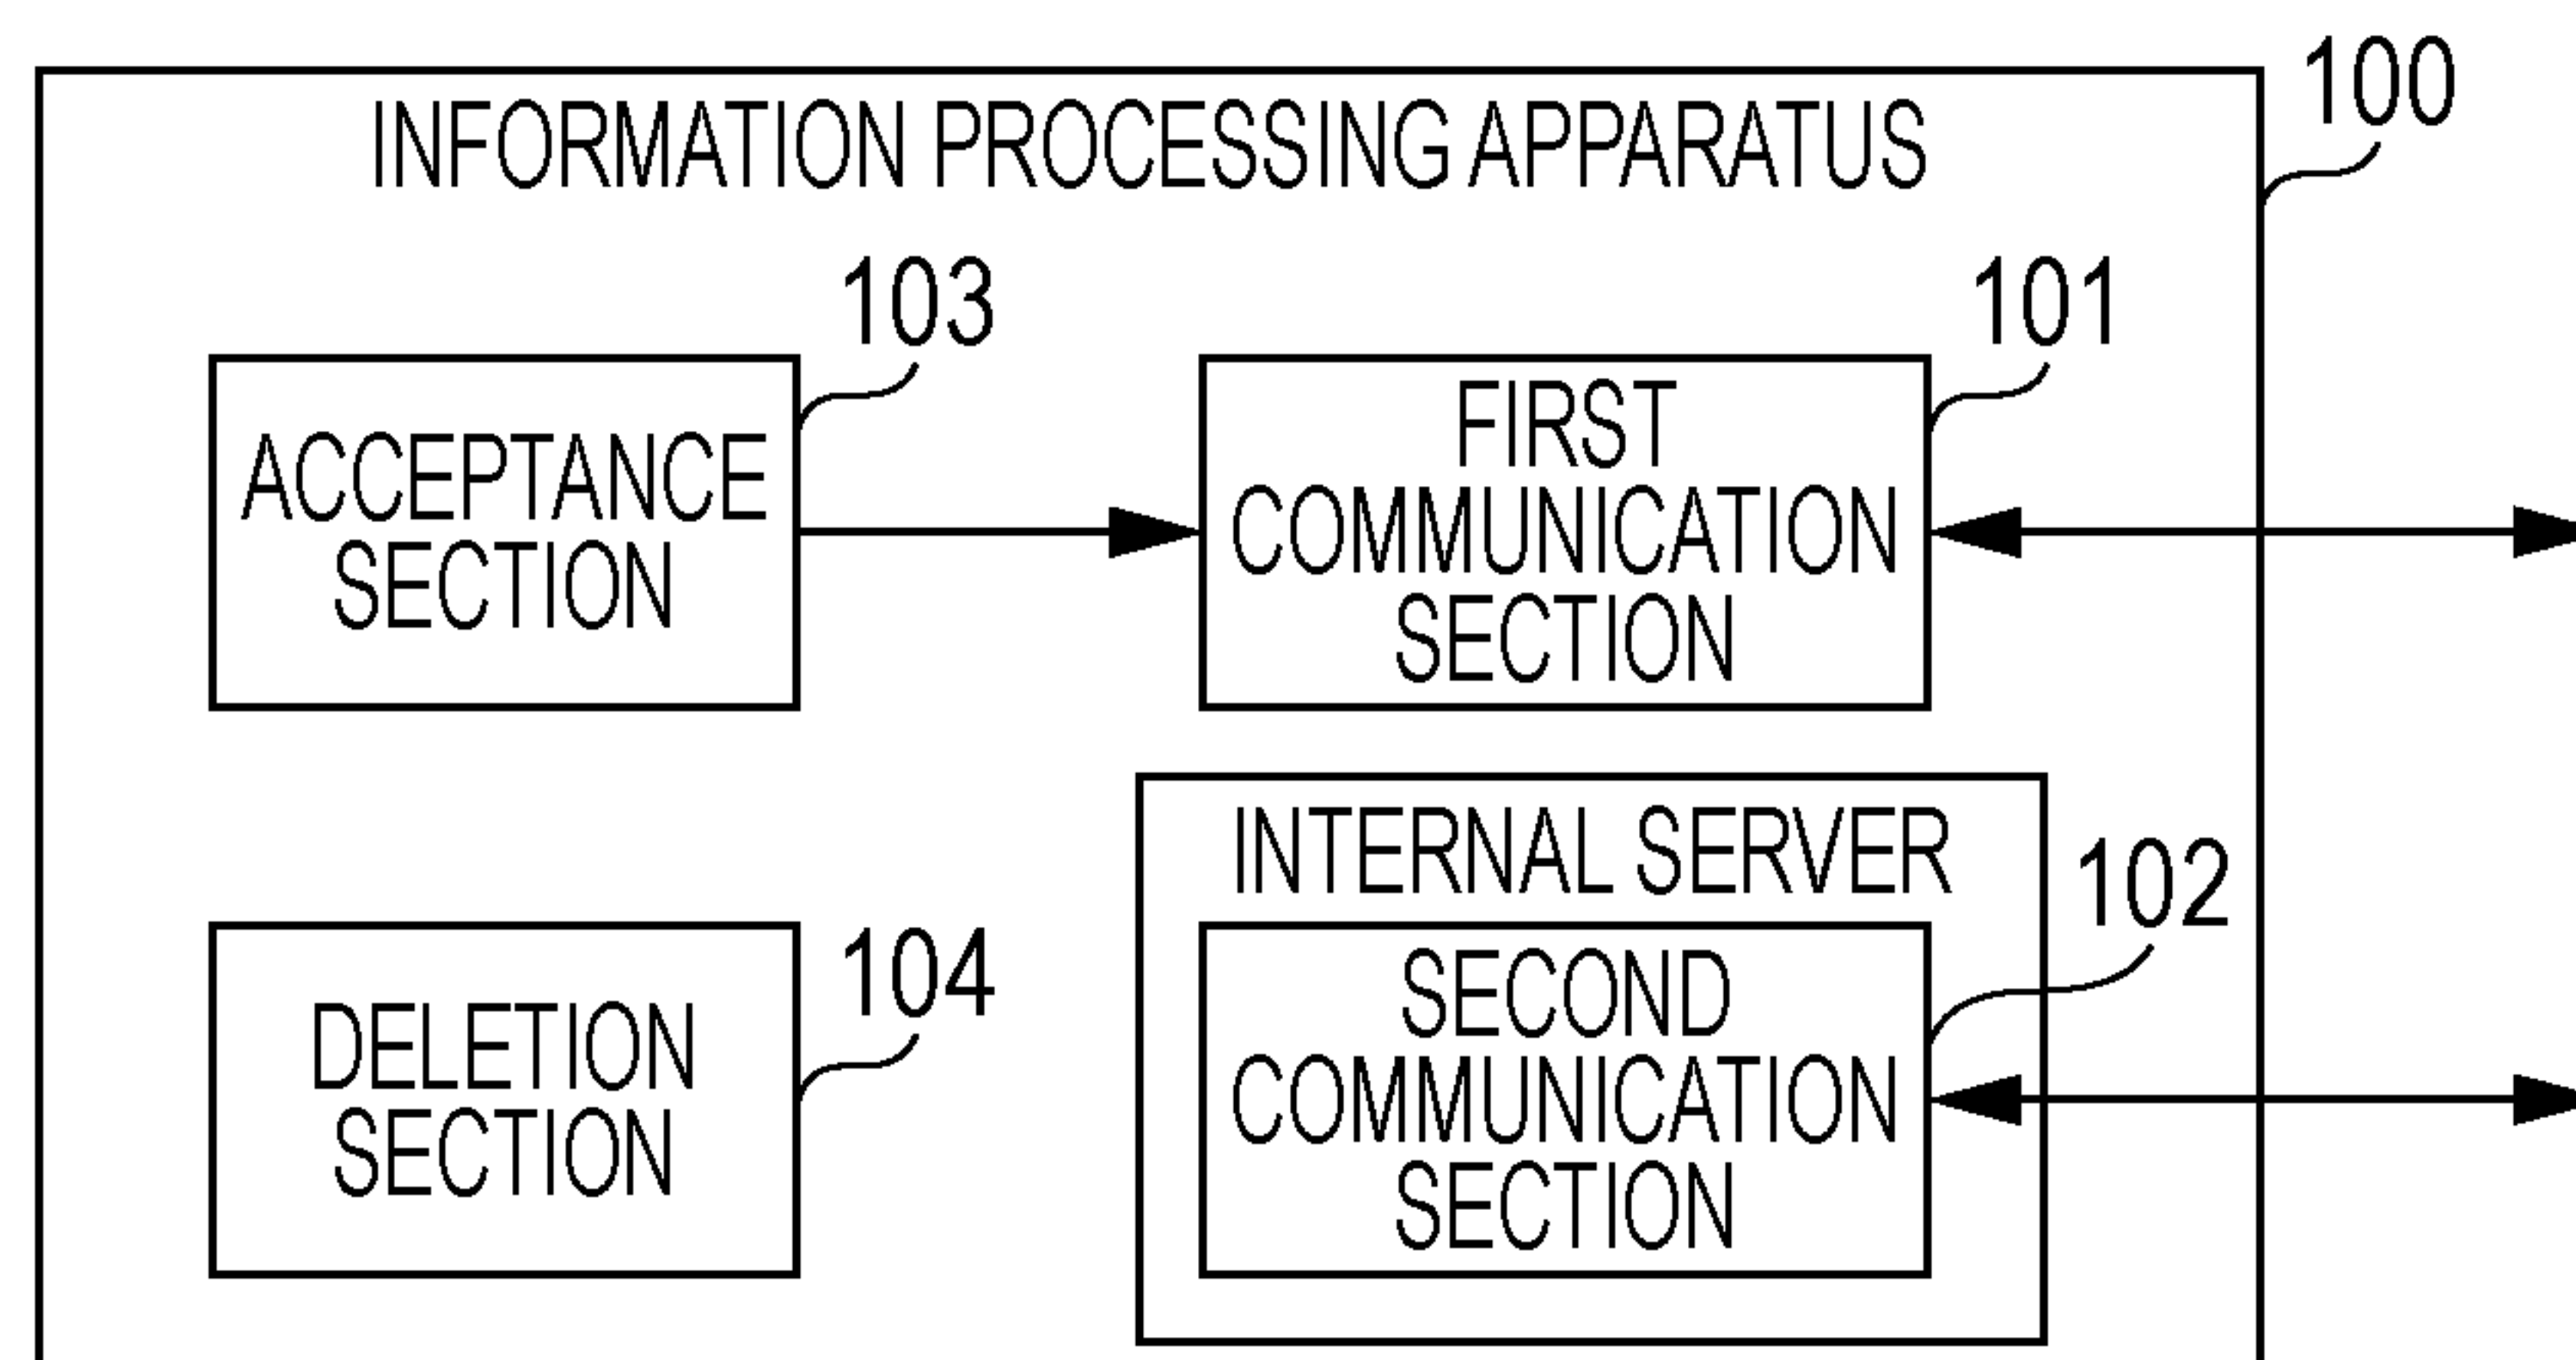 100
INFORMATION PROCESSING APPARATUS
103
101
ACCEPTANCE
SECTION
FIRST
COMMUNICATION
SECTION
INTERNAL SERVER
102
104
DELETION
SECTION
SECOND
COMMUNICATION
SECTION